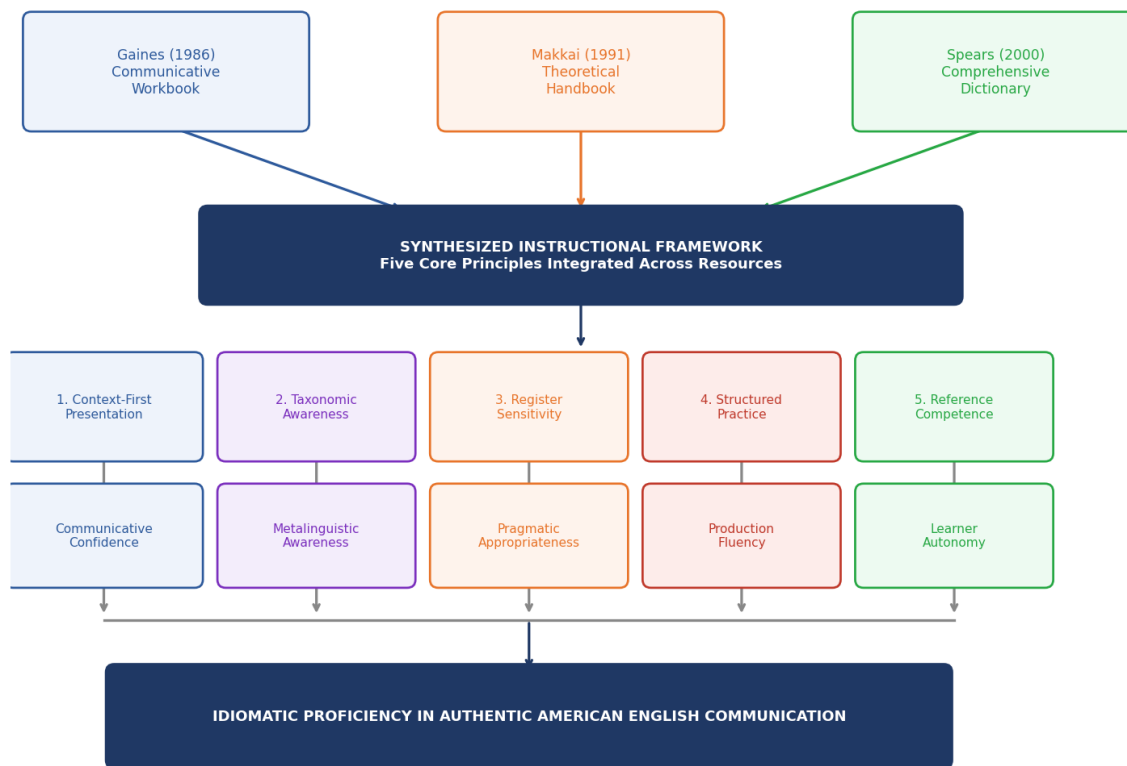 Gaines (1986)
Communicative
Workbook
Makkai (1991)
Theoretical
Handbook
Spears (2000)
Comprehensive
Dictionary
SYNTHESIZED INSTRUCTIONAL FRAMEWORK
Five Core Principles Integrated Across Resources
1. Context-First
Presentation
2. Taxonomic
Awareness
3. Register
Sensitivity
4. Structured
Practice
5. Reference
Competence
Communicative
Confidence
Metalinguistic
Awareness
Pragmatic
Appropriateness
Production
Fluency
Learner
Autonomy
IDIOMATIC PROFICIENCY IN AUTHENTIC AMERICAN ENGLISH COMMUNICATION